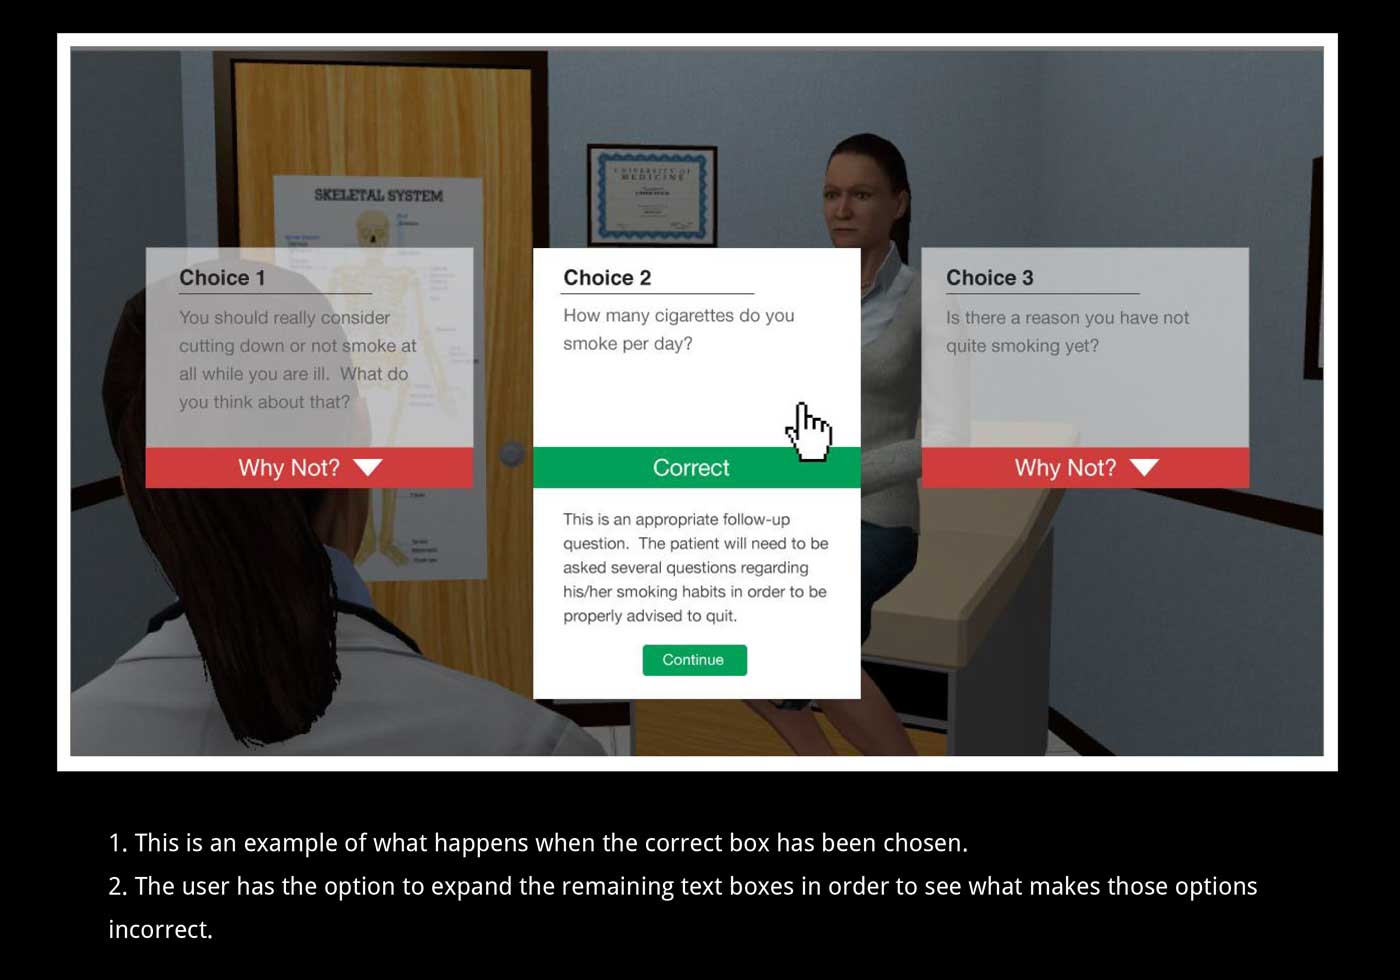 SKELETAL SYSTEM
UNIVERSITY OF
MEDICINE
Choice 1
You should really consider
cutting down or not smoke at
all while you are ill.  What do
you think about that?
Why Not?
Choice 2
How many cigarettes do you
smoke per day?
Correct
This is an appropriate follow-up
question.  The patient will need to be
asked several questions regarding
his/her smoking habits in order to be
properly advised to quit.
Continue
Choice 3
Is there a reason you have not
quite smoking yet?
Why Not?
1. This is an example of what happens when the correct box has been chosen.
2. The user has the option to expand the remaining text boxes in order to see what makes those options
incorrect.